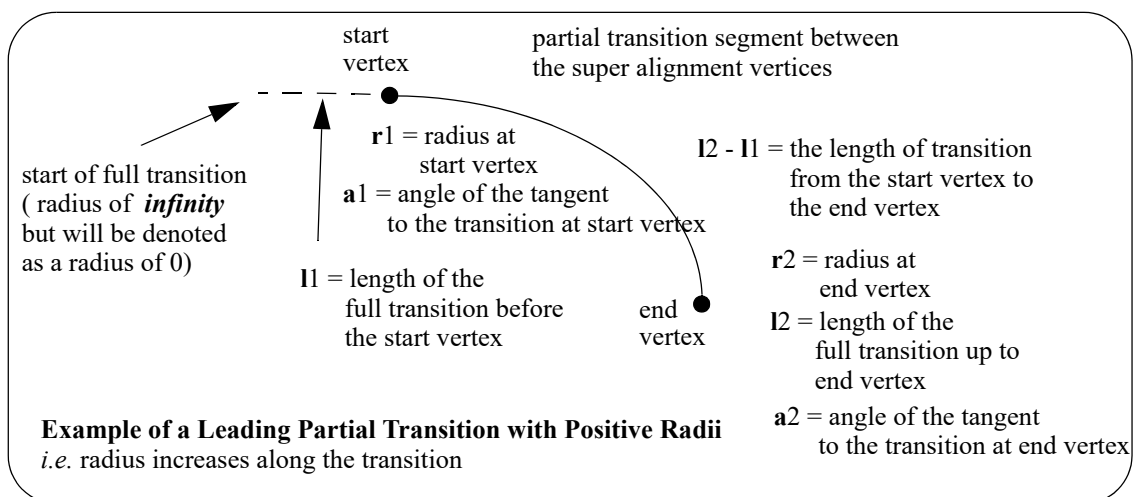 start
vertex
partial transition segment between
the super alignment vertices
r1 = radius at
start vertex
a1 = angle of the tangent
to the transition at start vertex
l2 - l1 = the length of transition
from the start vertex to
the end vertex
start of full transition
( radius of infinity
but will be denoted
as a radius of 0)
l1 = length of the
full transition before
the start vertex
end
vertex
r2 = radius at
end vertex
l2 = length of the
full transition up to
end vertex
a2 = angle of the tangent
to the transition at end vertex
Example of a Leading Partial Transition with Positive Radii
i.e. radius increases along the transition